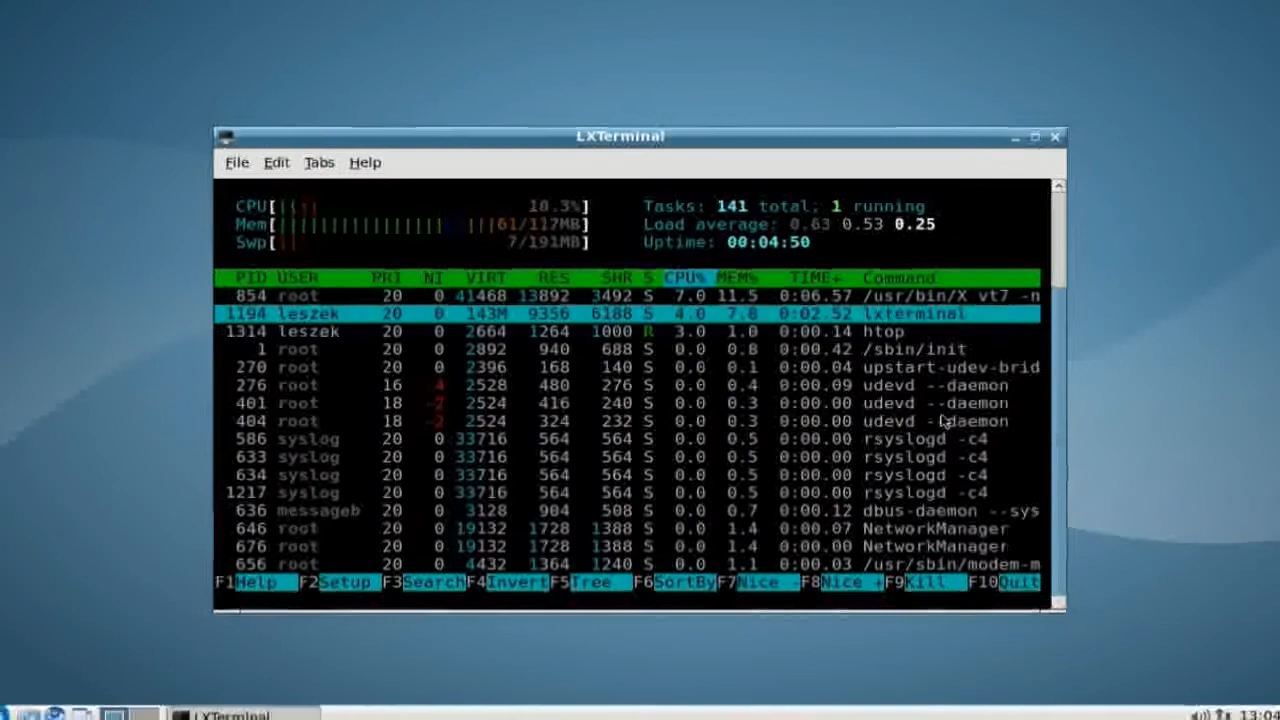 LXTerminal
File Edit Tabs Help
CPU[|||| 10.3%] Tasks: 141 total, 1 running
Mem[||||||||||||||||||||||||61/117MB] Load average: 0.63 0.53 0.25
Swp[|| 7/191MB] Uptime: 00:04:50
PID USER PRI NI VIRT RES SHR S CPU% MEM% TIME+ Command
854 root 20 0 41468 13892 3492 S 7.0 11.5 0:06.57 /usr/bin/X vt7 -n
1194 leszek 20 0 143M 9356 6188 S 4.0 7.8 0:02.52 lxterminal
1314 leszek 20 0 2664 1264 1000 R 3.0 1.0 0:00.14 htop
1 root 20 0 2892 940 688 S 0.0 0.8 0:00.42 /sbin/init
270 root 20 0 2396 168 140 S 0.0 0.1 0:00.04 upstart-udev-brid
276 root 16 -4 2528 480 276 S 0.0 0.4 0:00.09 udevd --daemon
401 root 18 -2 2524 416 240 S 0.0 0.3 0:00.00 udevd --daemon
404 root 18 -2 2524 324 232 S 0.0 0.3 0:00.00 udevd --daemon
586 syslog 20 0 33716 564 564 S 0.0 0.5 0:00.00 rsyslogd -c4
633 syslog 20 0 33716 564 564 S 0.0 0.5 0:00.00 rsyslogd -c4
634 syslog 20 0 33716 564 564 S 0.0 0.5 0:00.00 rsyslogd -c4
1217 syslog 20 0 33716 564 564 S 0.0 0.5 0:00.00 rsyslogd -c4
636 messageb 20 0 3128 904 508 S 0.0 0.7 0:00.12 dbus-daemon --sys
646 root 20 0 19132 1728 1388 S 0.0 1.4 0:00.07 NetworkManager
676 root 20 0 19132 1728 1388 S 0.0 1.4 0:00.00 NetworkManager
656 root 20 0 4432 1364 1240 S 0.0 1.1 0:00.03 /usr/sbin/modem-m
F1Help F2Setup F3Search F4Invert F5Tree F6SortBy F7Nice - F8Nice + F9Kill F10Quit
LXTerminal 13:04